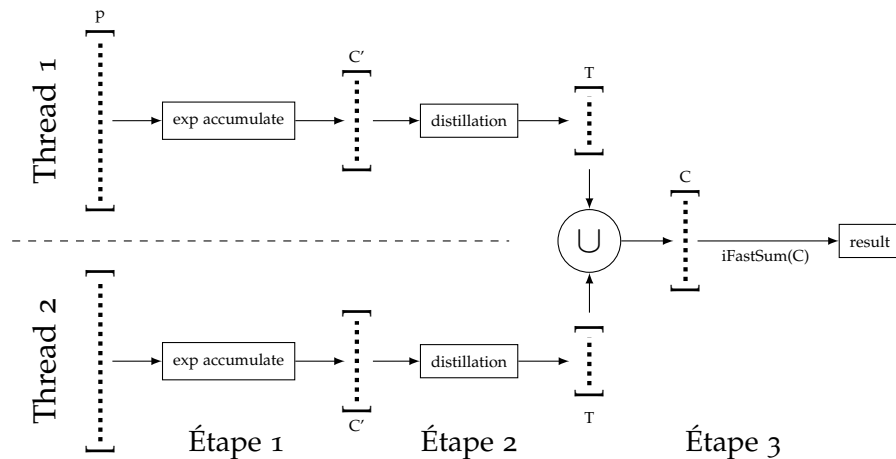 p
Thread 1
exp accumulate
C'
distillation
T
∪
C
iFastSum(C)
result
Thread 2
exp accumulate
C'
distillation
T
Étape 1
Étape 2
Étape 3